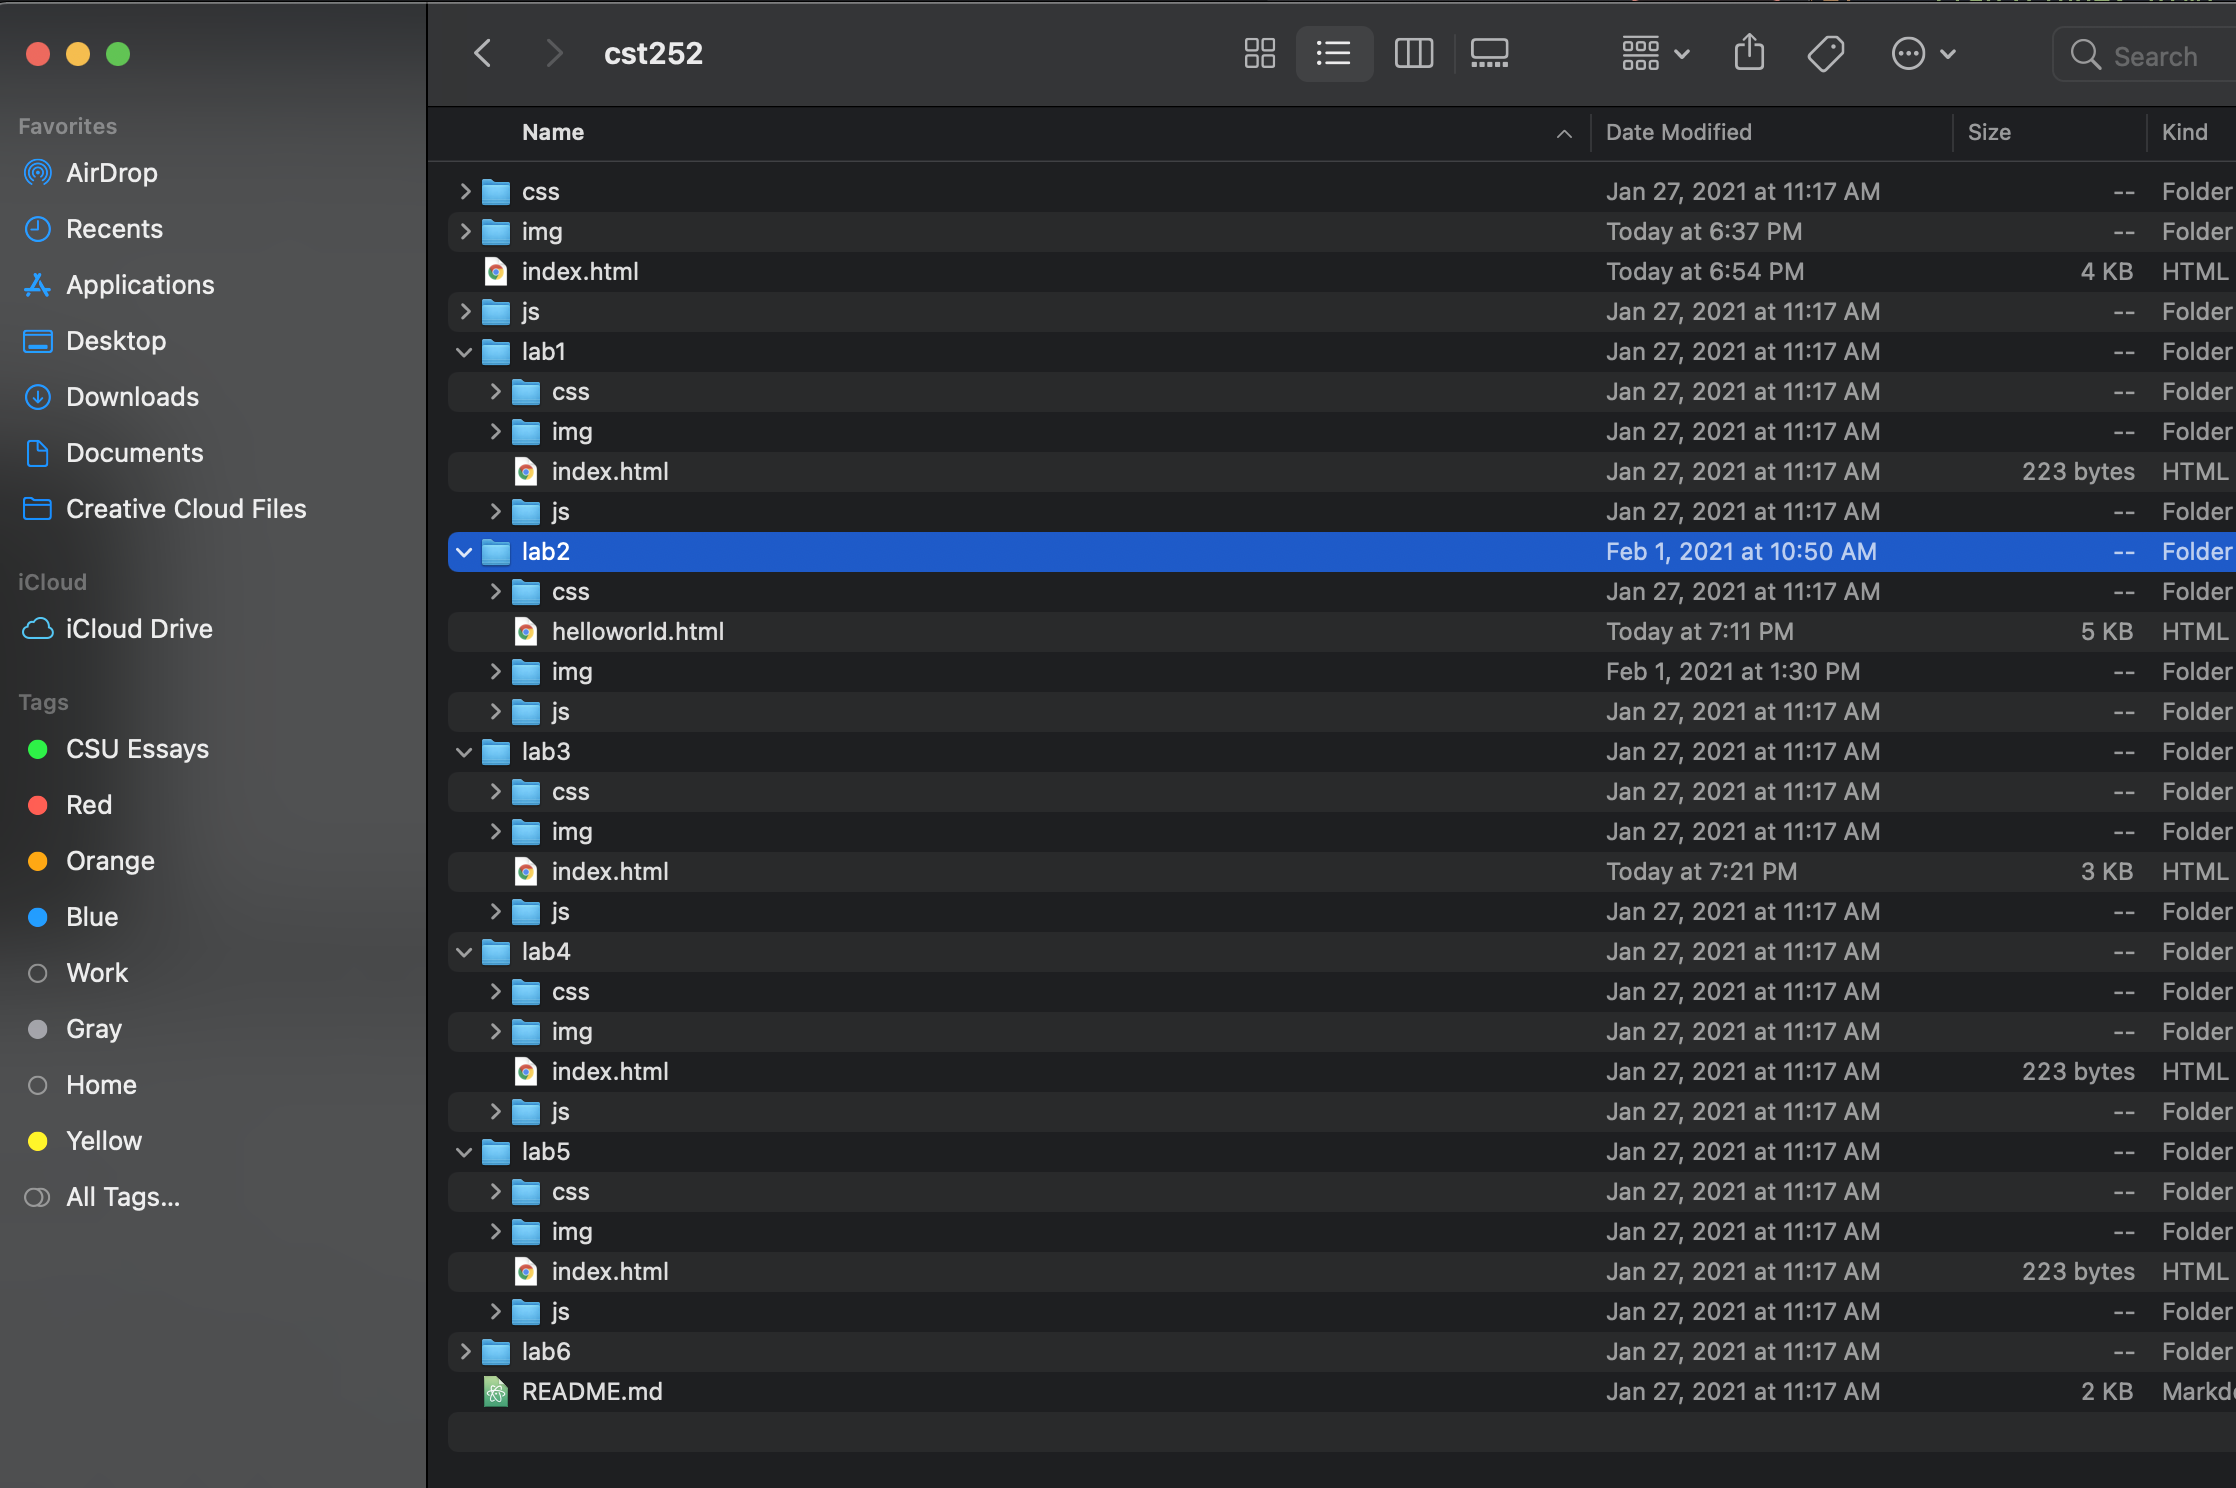 cst252
Search
Favorites
AirDrop
Recents
Applications
Desktop
Downloads
Documents
Creative Cloud Files
iCloud
iCloud Drive
Tags
CSU Essays
Red
Orange
Blue
Work
Gray
Home
Yellow
All Tags...
Name Date Modified Size Kind
css Jan 27, 2021 at 11:17 AM -- Folder
img Today at 6:37 PM -- Folder
index.html Today at 6:54 PM 4 KB HTML
js Jan 27, 2021 at 11:17 AM -- Folder
lab1 Jan 27, 2021 at 11:17 AM -- Folder
css Jan 27, 2021 at 11:17 AM -- Folder
img Jan 27, 2021 at 11:17 AM -- Folder
index.html Jan 27, 2021 at 11:17 AM 223 bytes HTML
js Jan 27, 2021 at 11:17 AM -- Folder
lab2 Feb 1, 2021 at 10:50 AM -- Folder
css Jan 27, 2021 at 11:17 AM -- Folder
helloworld.html Today at 7:11 PM 5 KB HTML
img Feb 1, 2021 at 1:30 PM -- Folder
js Jan 27, 2021 at 11:17 AM -- Folder
lab3 Jan 27, 2021 at 11:17 AM -- Folder
css Jan 27, 2021 at 11:17 AM -- Folder
img Jan 27, 2021 at 11:17 AM -- Folder
index.html Today at 7:21 PM 3 KB HTML
js Jan 27, 2021 at 11:17 AM -- Folder
lab4 Jan 27, 2021 at 11:17 AM -- Folder
css Jan 27, 2021 at 11:17 AM -- Folder
img Jan 27, 2021 at 11:17 AM -- Folder
index.html Jan 27, 2021 at 11:17 AM 223 bytes HTML
js Jan 27, 2021 at 11:17 AM -- Folder
lab5 Jan 27, 2021 at 11:17 AM -- Folder
css Jan 27, 2021 at 11:17 AM -- Folder
img Jan 27, 2021 at 11:17 AM -- Folder
index.html Jan 27, 2021 at 11:17 AM 223 bytes HTML
js Jan 27, 2021 at 11:17 AM -- Folder
lab6 Jan 27, 2021 at 11:17 AM -- Folder
README.md Jan 27, 2021 at 11:17 AM 2 KB Markd